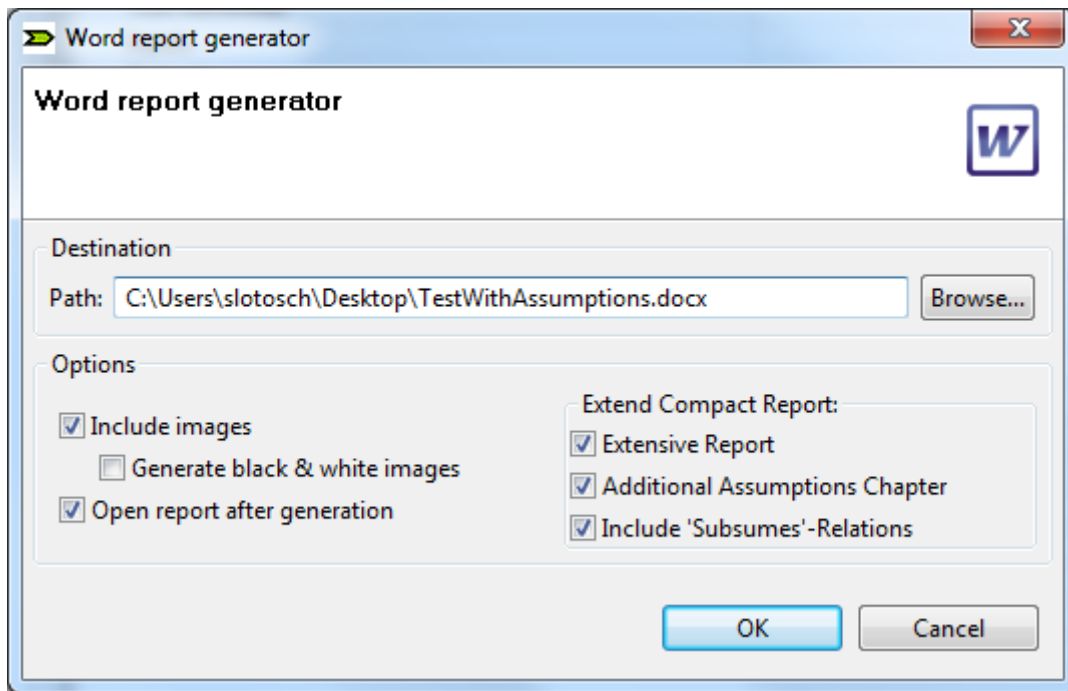 Word report generator
X
Word report generator
W
Destination
Path: C:\Users\slotosch\Desktop\TestWithAssumptions.docx Browse...
Options
Include images
Generate black & white images
Open report after generation
Extend Compact Report:
Extensive Report
Additional Assumptions Chapter
Include 'Subsumes'-Relations
OK Cancel